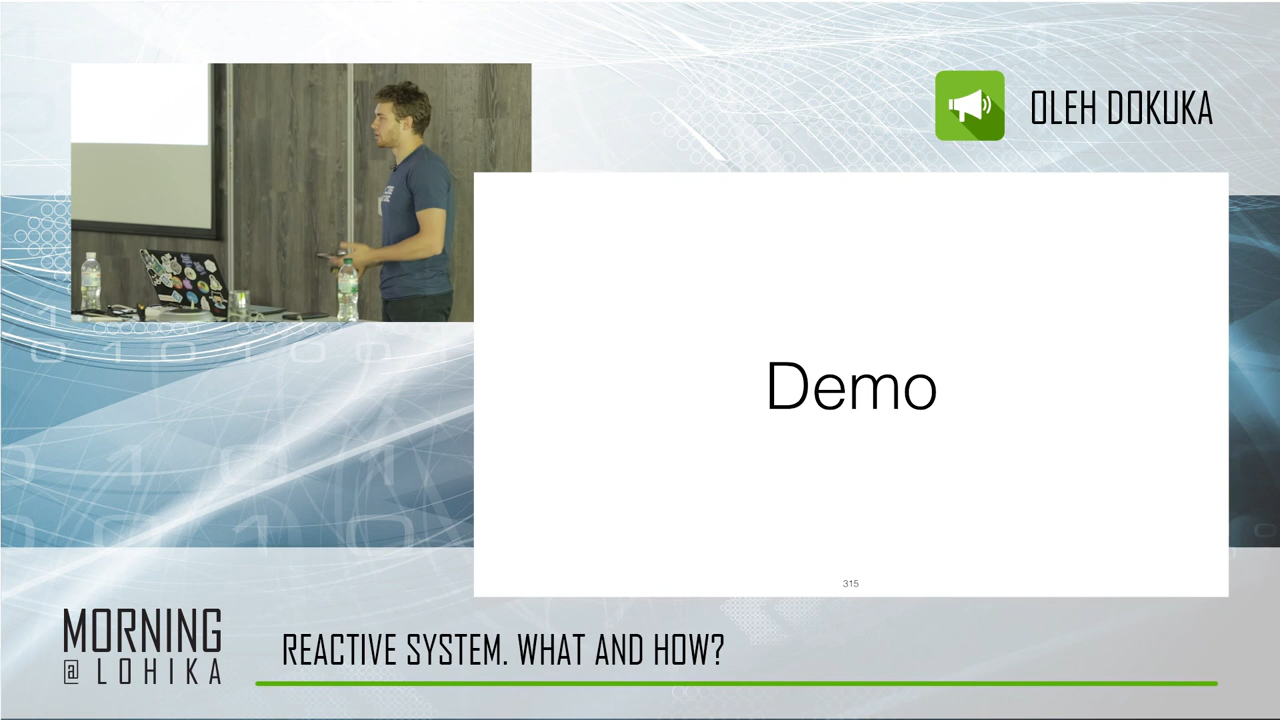 OLEH DOKUKA
Demo
315
MORNING
@ LOHIKA
REACTIVE SYSTEM. WHAT AND HOW?